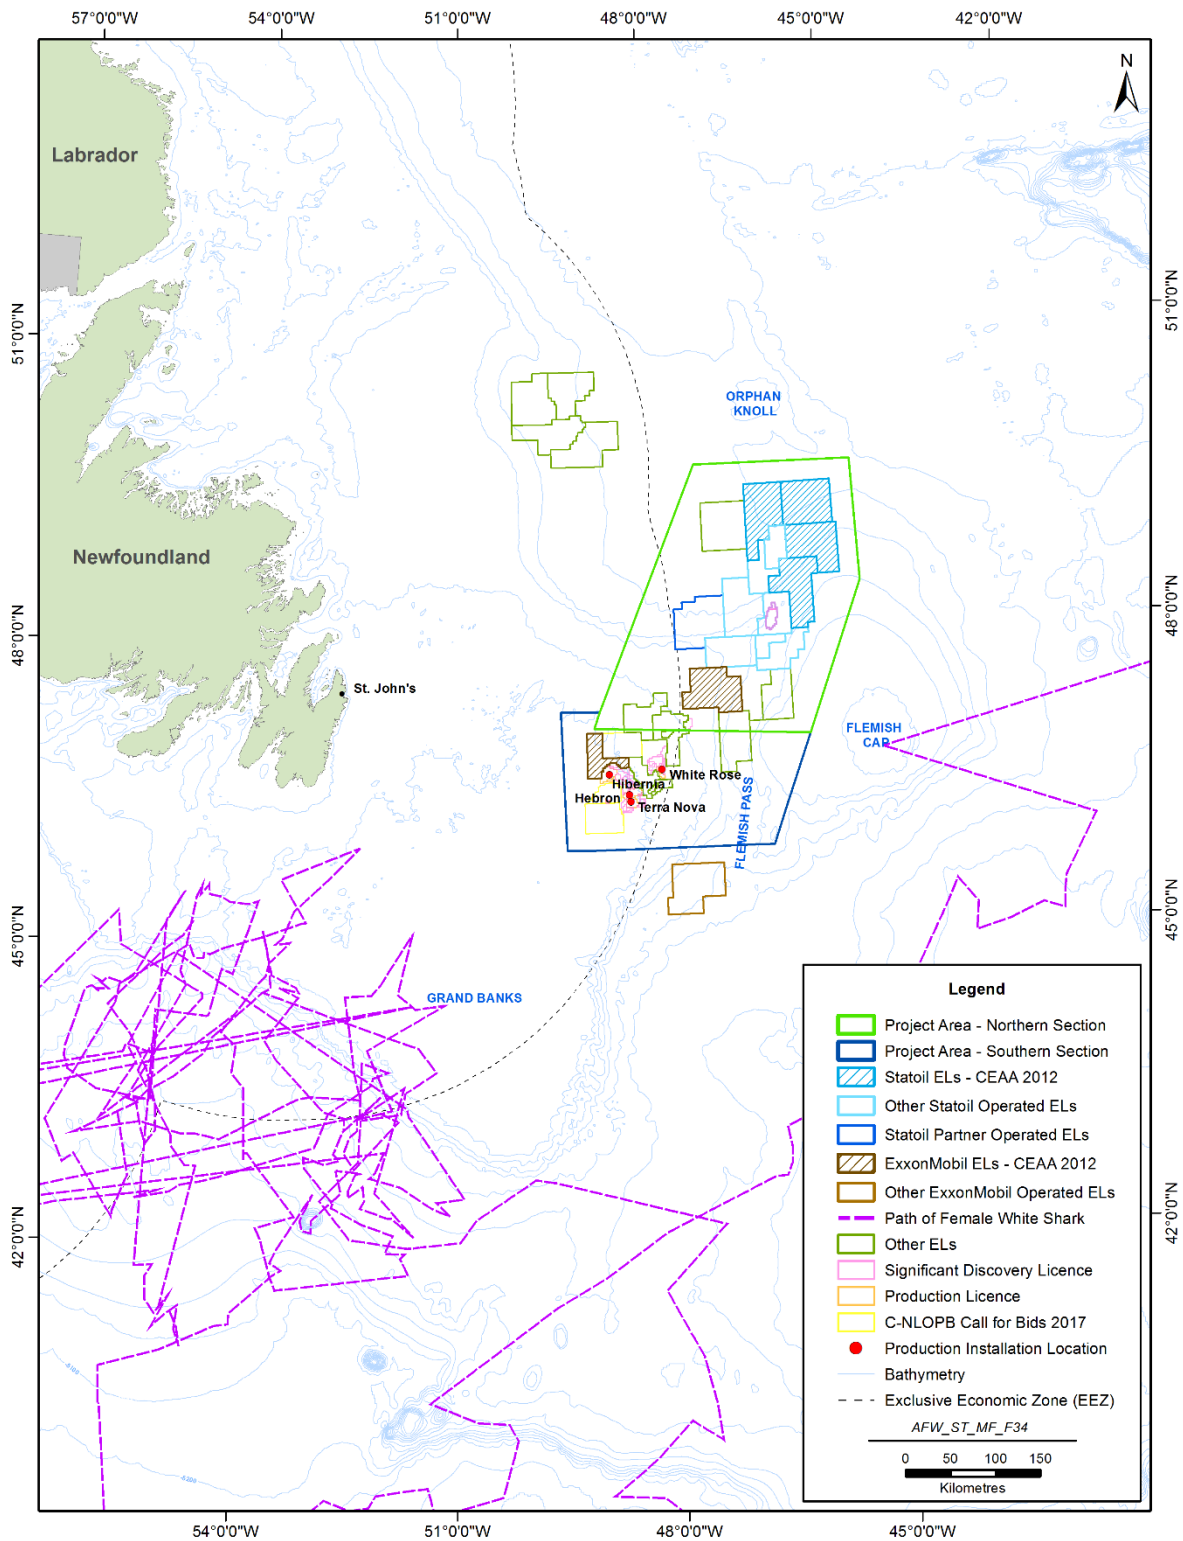 57°0'0"W
54°0'0"W
51°0'0"W
48°0'0"W
45°0'0"W
42°0'0"W
N
Labrador
51°0'0"N
51°0'0"N
ORPHAN
KNOLL
Newfoundland
48°0'0"N
48°0'0"N
St. John's
FLEMISH
CAP
White Rose
Hibernia
Hebron
Terra Nova
FLEMISH PASS
45°0'0"N
45°0'0"N
GRAND BANKS
42°0'0"N
42°0'0"N
Legend
Project Area - Northern Section
Project Area - Southern Section
Statoil ELs - CEAA 2012
Other Statoil Operated ELs
Statoil Partner Operated ELs
ExxonMobil ELs - CEAA 2012
Other ExxonMobil Operated ELs
Path of Female White Shark
Other ELs
Significant Discovery Licence
Production Licence
C-NLOPB Call for Bids 2017
Production Installation Location
Bathymetry
Exclusive Economic Zone (EEZ)
AFW_ST_MF_F34
0 50 100 150
Kilometres
54°0'0"W
51°0'0"W
48°0'0"W
45°0'0"W